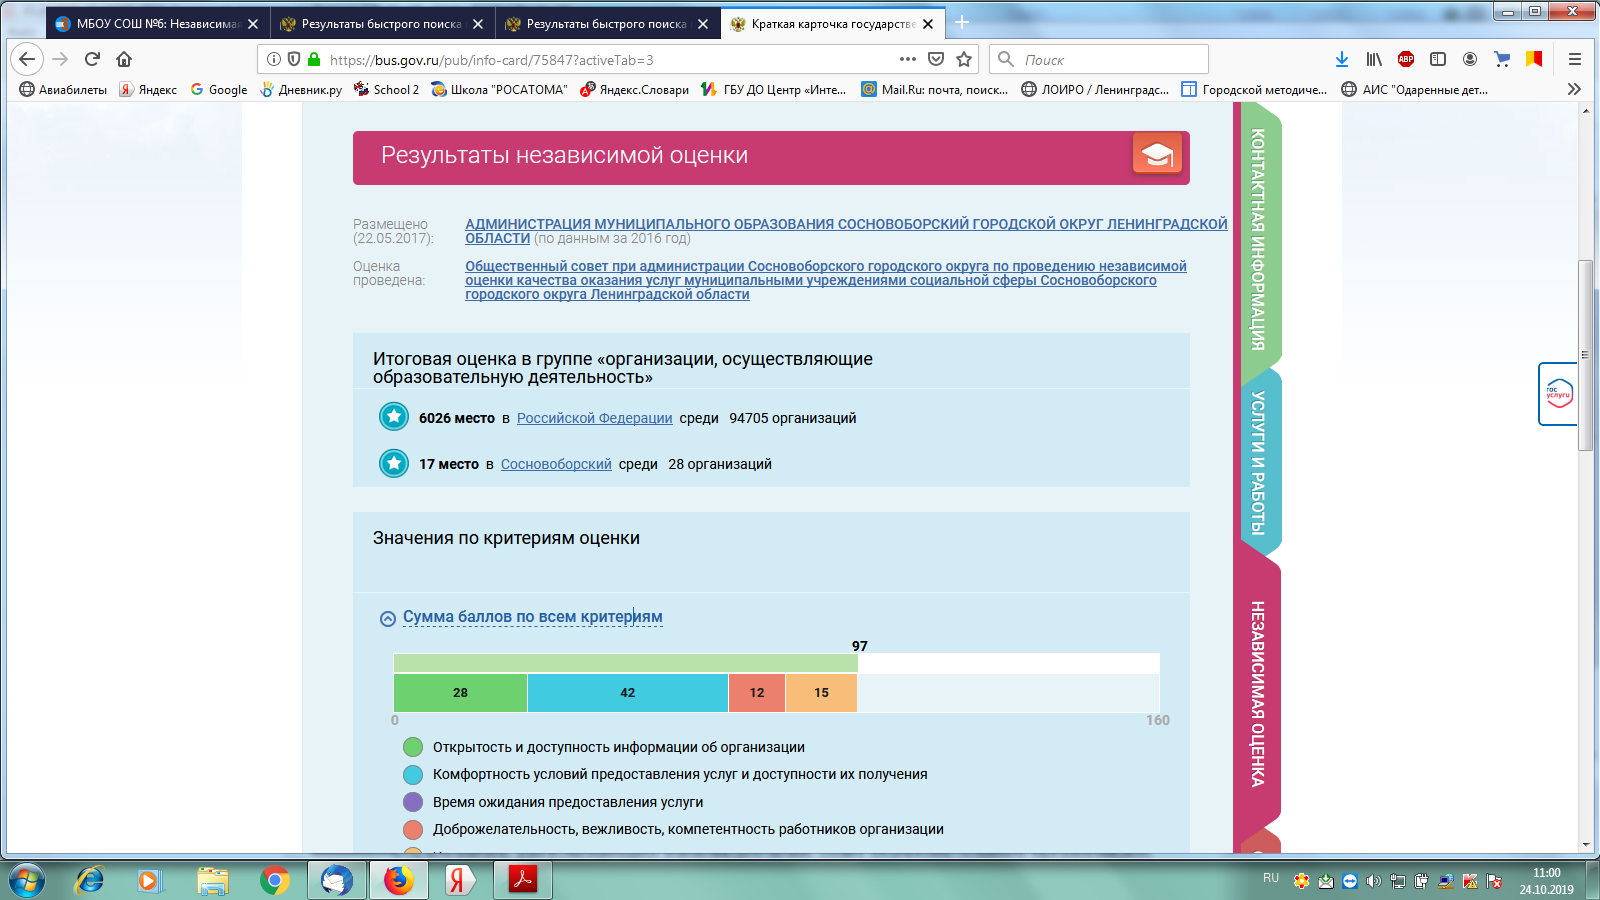 МБОУ СОШ №6: Независима
Результаты быстрого поиска
Результаты быстрого поиска
Краткая карточка государстве
https://bus.gov.ru/pub/info-card/75847?activeTab=3
Поиск
Авиабилеты
Яндекс
Google
Дневник.ру
School 2
Школа "РОСАТОМА"
Яндекс.Словари
ГБУ ДО Центр «Инте...
Mail.Ru: почта, поиск...
ЛОИРО / Ленинградс...
Городской методиче...
АИС "Одаренные дет...
Результаты независимой оценки
Размещено (22.05.2017):
АДМИНИСТРАЦИЯ МУНИЦИПАЛЬНОГО ОБРАЗОВАНИЯ СОСНОВОБОРСКИЙ ГОРОДСКОЙ ОКРУГ ЛЕНИНГРАДСКОЙ
ОБЛАСТИ (по данным за 2016 год)
Оценка проведена:
Общественный совет при администрации Сосновоборского городского округа по проведению независимой
оценки качества оказания услуг муниципальными учреждениями социальной сферы Сосновоборского
городского округа Ленинградской области
Итоговая оценка в группе «организации, осуществляющие
образовательную деятельность»
6026 место в Российской Федерации среди 94705 организаций
17 место в Сосновоборский среди 28 организаций
Значения по критериям оценки
Сумма баллов по всем критериям
97
28 42 12 15
0 160
Открытость и доступность информации об организации
Комфортность условий предоставления услуг и доступности их получения
Время ожидания предоставления услуги
Доброжелательность, вежливость, компетентность работников организации
КОНТАКТНАЯ ИНФОРМАЦИЯ
УСЛУГИ И РАБОТЫ
НЕЗАВИСИМАЯ ОЦЕНКА
гос
услуги
RU
11:00
24.10.2019